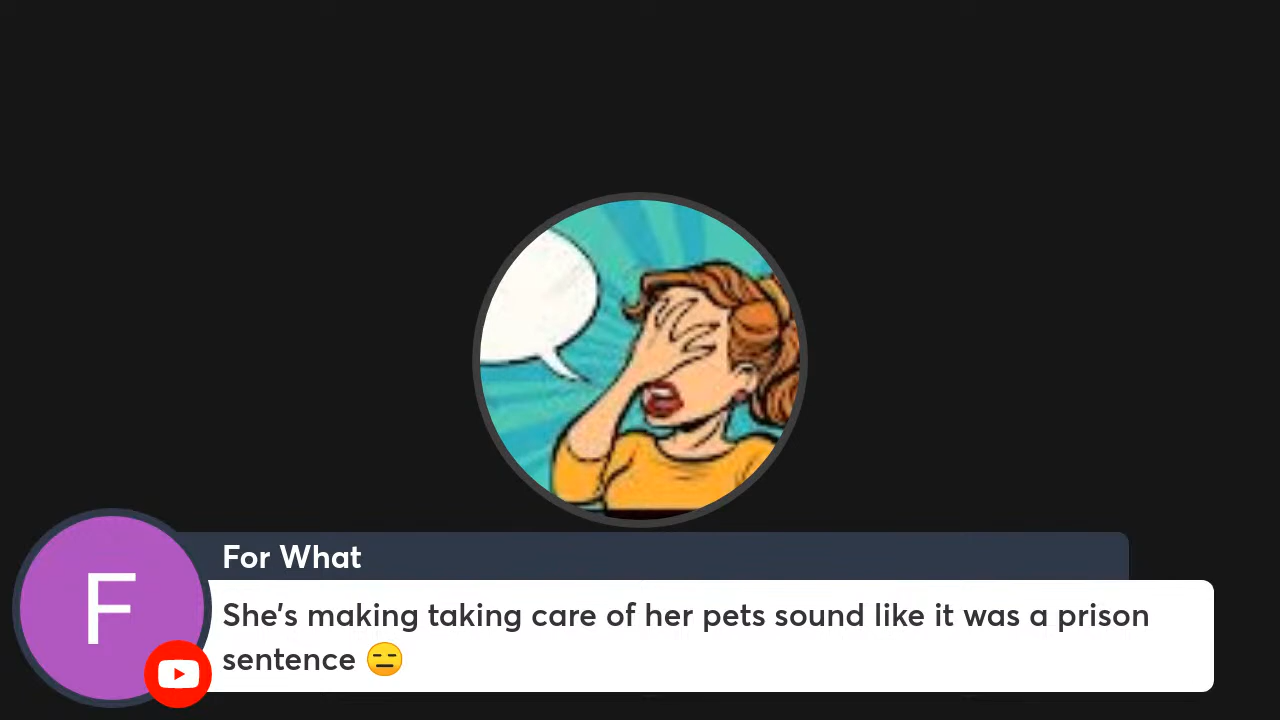 For What
F
She's making taking care of her pets sound like it was a prison
sentence 😑